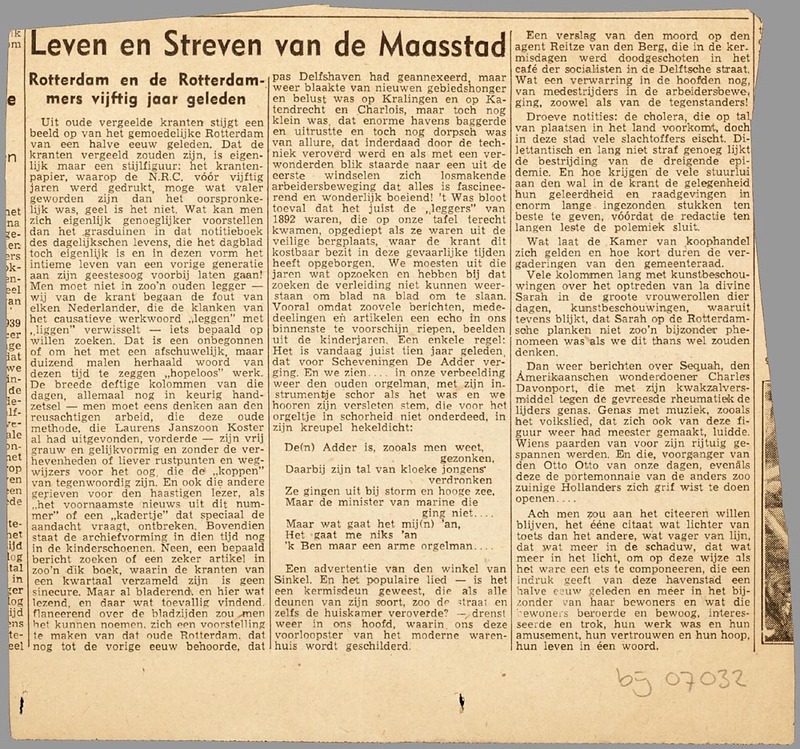 Leven en Streven van de Maasstad
Rotterdam en de Rotterdam-
mers vijftig jaar geleden
Uit oude vergeelde kranten stijgt een
beeld op van het gemoedelijke Rotterdam
van een halve eeuw geleden. Dat de
kranten vergeeld zouden zijn, is eigen-
lijk maar een stijlfiguur: het kranten-
papier, waarop de N.R.C. vóór vijftig
jaren werd gedrukt, moge wat valer
geworden zijn dan het oorspronke-
lijk was, geel is het niet. Wat kan men
zich eigenlijk genoeglijker voorstellen
dan het grasduinen in dat notitieboek
des dagelijkschen levens, die het dagblad
toch eigenlijk is en in dezen vorm het
intieme leven van een vorige generatie
aan zijn geestesoog voorbij laten gaan!
Men moet niet in zoo'n ouden legger —
wij van de krant begaan de fout van
elken Nederlander, die de klanken van
het causatieve werkwoord „leggen" met
„liggen" verwisselt — iets bepaald op
willen zoeken. Dat is een onbegonnen
of om het met een afschuwelijk, maar
duizend malen herhaald woord van
dezen tijd te zeggen „hopeloos" werk.
De breede deftige kolommen van die
dagen, allemaal nog in keurig hand-
zetsel — men moet eens denken aan den
reusachtigen arbeid, die deze oude
methode, die Laurens Janszoon Koster
al had uitgevonden, vorderde — zijn vrij
grauw en gelijkvormig en zonder de ver-
hevenheden of liever rustpunten en weg-
wijzers voor het oog die de „koppen"
van tegenwoordig zijn. En ook die andere
gerieven voor den haastigen lezer, als
„het voornaamste nieuws uit dit num-
mer" of een „kadertje" dat speciaal de
aandacht vraagt, ontbreken. Bovendien
staat de archiefvorming in dien tijd nog
in de kinderschoenen. Neen, een bepaald
bericht zoeken of een zeker artikel in
zoo'n dik boek, waarin de kranten van
een kwartaal verzameld zijn is geen
sinecure. Maar al bladerend, en hier wat
lezend, en daar wat toevallig vindend,
flaneerend over de bladzijden zou men
het kunnen noemen, zich een voorstelling
te maken van dat oude Rotterdam, dat
nog tot de vorige eeuw behoorde, dat
pas Delfshaven had geannexeerd, maar
weer blaakte van nieuwen gebiedshonger
en belust was op Kralingen en op Ka-
tendrecht en Charlois, maar toch nog
klein was, dat enorme havens baggerde
en uitrustte en toch nog dorpsch was
van allure, dat inderdaad door de tech-
niek veroverd werd en als met een ver-
wonderden blik staarde naar een uit de
eerste windselen zich losmakende
arbeidersbeweging dat alles is fascinee-
rend en wonderlijk boeiend! 't Was bloot
toeval dat het juist de „leggers" van
1892 waren, die op onze tafel terecht
kwamen, gediept als ze waren uit de
veilige bergplaats, waar de krant dit
kostbaar bezit in deze gevaarlijke tijden
heeft opgeborgen. We moesten uit die
jaren wat opzoeken en hebben bij dat
zoeken de verleiding niet kunnen weer-
staan om blad na blad om te slaan.
Vooral omdat zoovele berichten, mede-
deelingen en artikelen een echo in ons
binnenste te voorschijn riepen, beelden
uit de kinderjaren. Een enkele regel:
Het is vandaag juist tien jaar geleden,
dat voor Scheveningen De Adder ver-
ging. En we zien.... in onze verbeelding
weer den ouden orgelman, met zijn in-
strumentje schor als het was en we
hooren zijn versleten stem, die voor het
orgeltje in schorheid niet onderdeed, in
zijn kreupel hekeldicht:
De(n) Adder is, zooals men weet,
gezonken,
Daarbij zijn tal van kloeke jongens
verdronken
Ze gingen uit bij storm en hooge zee,
Maar de minister van marine die
ging niet....
Maar wat gaat het mij(n) 'an,
Het gaat me niks 'an
'k Ben maar een arme orgelman....
Een advertentie van den winkel van
Sinkel. En het populaire lied — is het
een kermisdeun geweest, die als alle
deunen van zijn soort, zoo de straat en
zelfs de huiskamer veroverde? — drenst
weer in ons hoofd, waarin ons deze
voorlooper van het moderne waren-
huis wordt geschilderd.
Een verslag van den moord op den
agent Reitze van den Berg, die in de ker-
misdagen werd doodgeschoten in het
café der socialisten in de Delftsche straat.
Wat een verwarring in de hoofden nog,
van medestrijders in de arbeidersbewe-
ging, zoowel als van de tegenstanders!
Droeve notities: de cholera, die op tal
van plaatsen in het land voorkomt, doch
in deze stad vele slachtoffers eischt. Di-
lettantisch en lang niet straf genoeg lijkt
de bestrijding van de dreigende epi-
demie. En hoe krijgen de vele stuurlui
aan den wal in de krant de gelegenheid
hun geleerdheid en raadgevingen in
enorm lange ingezonden stukken ten
beste te geven, vóórdat de redactie ten
langen leste de polemiek sluit.
Wat laat de Kamer van koophandel
zich gelden en hoe kort duren de ver-
gaderingen van den gemeenteraad.
Vele kolommen lang met kunstbeschou-
wingen over het optreden van la divine
Sarah in de groote vrouwerollen dier
dagen, kunstbeschouwingen, waaruit
tevens blijkt, dat Sarah op de Rotterdam-
sche planken niet zoo'n bijzonder phe-
nomeen was als we dit thans wel zouden
denken.
Dan weer berichten over Sequah, den
Amerikaanschen wonderdoener Charles
Davonport, die met zijn kwakzalvers-
middel tegen de gevreesde rheumatiek de
lijders genas. Genas met muziek, zooals
het volkslied, dat zich ook van deze fi-
guur weer had meester gemaakt, luidde.
Wiens paarden van voor zijn rijtuig ge-
spannen werden. En die, voorganger van
den Otto Otto van onze dagen, evenals
deze de portemonnaie van de anders zoo
zuinige Hollanders zich grif wist te doen
openen....
Ach men zou aan het citeeren willen
blijven, het ééne citaat wat lichter van
toets dan het andere, wat vager van lijn,
dat wat meer in de schaduw, dat wat
meer in het licht, om op deze wijze als
het ware een ets te componeeren, die een
indruk geeft van deze havenstad een
halve eeuw geleden en méér in het bij-
zonder van haar bewoners en wat die
bewoners beroerde en bewoog, interes-
seerde en trok, hun werk was en hun
amusement, hun vertrouwen en hun hoop,
hun leven in één woord.
bij 07032